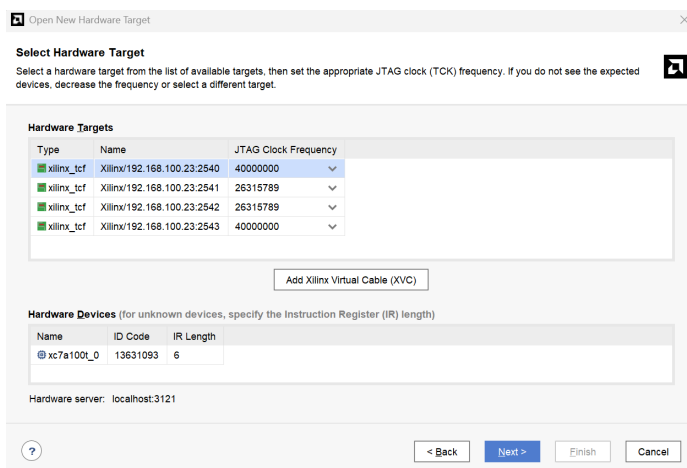 Open New Hardware Target
Select Hardware Target
Select a hardware target from the list of available targets, then set the appropriate JTAG clock (TCK) frequency. If you do not see the expected
devices, decrease the frequency or select a different target.
Hardware Targets
Type Name JTAG Clock Frequency
xilinx_tcf Xilinx/192.168.100.23:2540 40000000
xilinx_tcf Xilinx/192.168.100.23:2541 26315789
xilinx_tcf Xilinx/192.168.100.23:2542 26315789
xilinx_tcf Xilinx/192.168.100.23:2543 40000000
Add Xilinx Virtual Cable (XVC)
Hardware Devices (for unknown devices, specify the Instruction Register (IR) length)
Name ID Code IR Length
xc7a100t_0 13631093 6
Hardware server: localhost:3121
? < Back Next > Finish Cancel